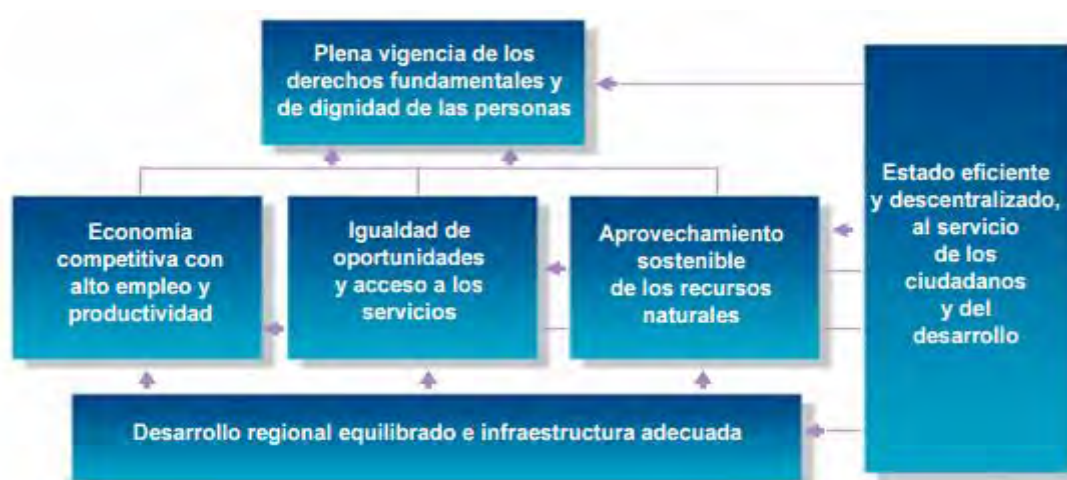 Plena vigencia de los
derechos fundamentales y
de dignidad de las personas
Economía
competitiva con
alto empleo y
productividad
Igualdad de
oportunidades
y acceso a los
servicios
Aprovechamiento
sostenible
de los recursos
naturales
Estado eficiente
y descentralizado,
al servicio
de los
ciudadanos
y del
desarrollo
Desarrollo regional equilibrado e infraestructura adecuada